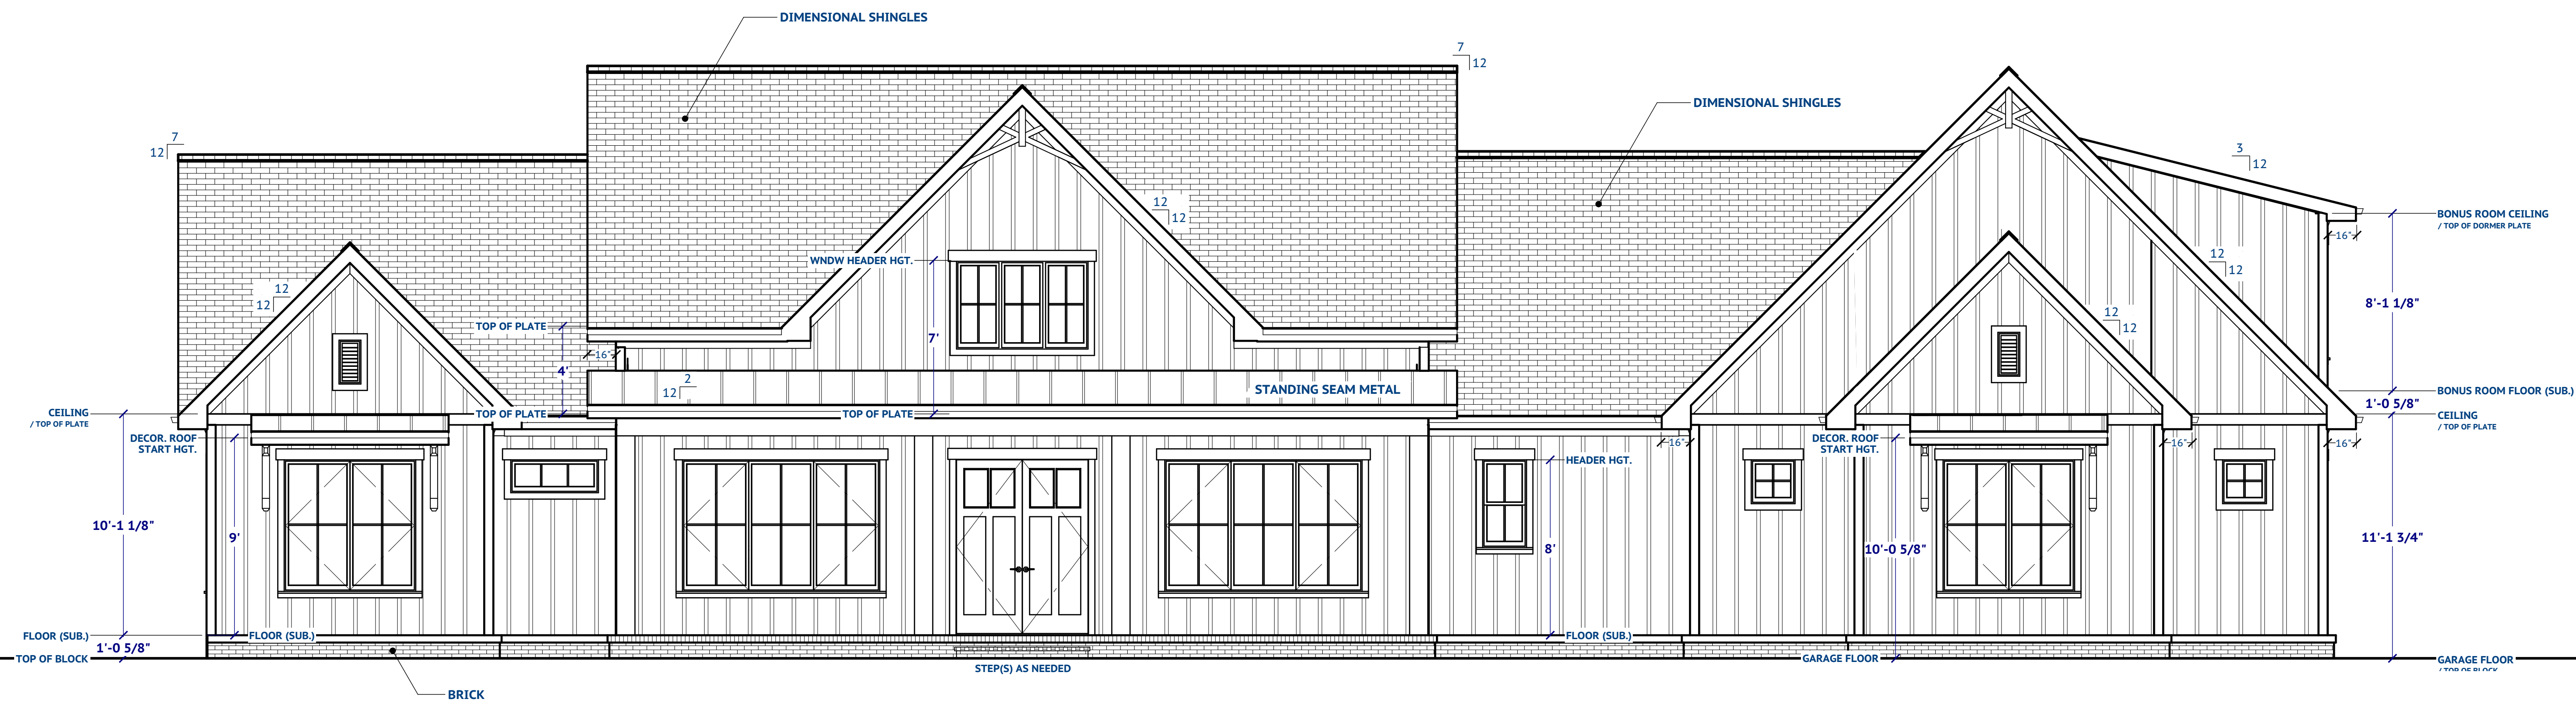 DIMENSIONAL SHINGLES
7
12
DIMENSIONAL SHINGLES
7
12
3
12
12
12
BONUS ROOM CEILING
/ TOP OF DORMER PLATE
16"
WNDW HEADER HGT.
12
12
12
12
8'-1 1/8"
12
12
TOP OF PLATE
7'
16"
4'
2
12
STANDING SEAM METAL
BONUS ROOM FLOOR (SUB.)
1'-0 5/8"
CEILING
/ TOP OF PLATE
TOP OF PLATE
TOP OF PLATE
CEILING
/ TOP OF PLATE
DECOR. ROOF
START HGT.
DECOR. ROOF
START HGT.
16"
16"
16"
HEADER HGT.
10'-1 1/8"
9'
8'
10'-0 5/8"
11'-1 3/4"
FLOOR (SUB.)
FLOOR (SUB.)
FLOOR (SUB.)
1'-0 5/8"
TOP OF BLOCK
GARAGE FLOOR
GARAGE FLOOR
/ TOP OF BLOCK
STEP(S) AS NEEDED
BRICK